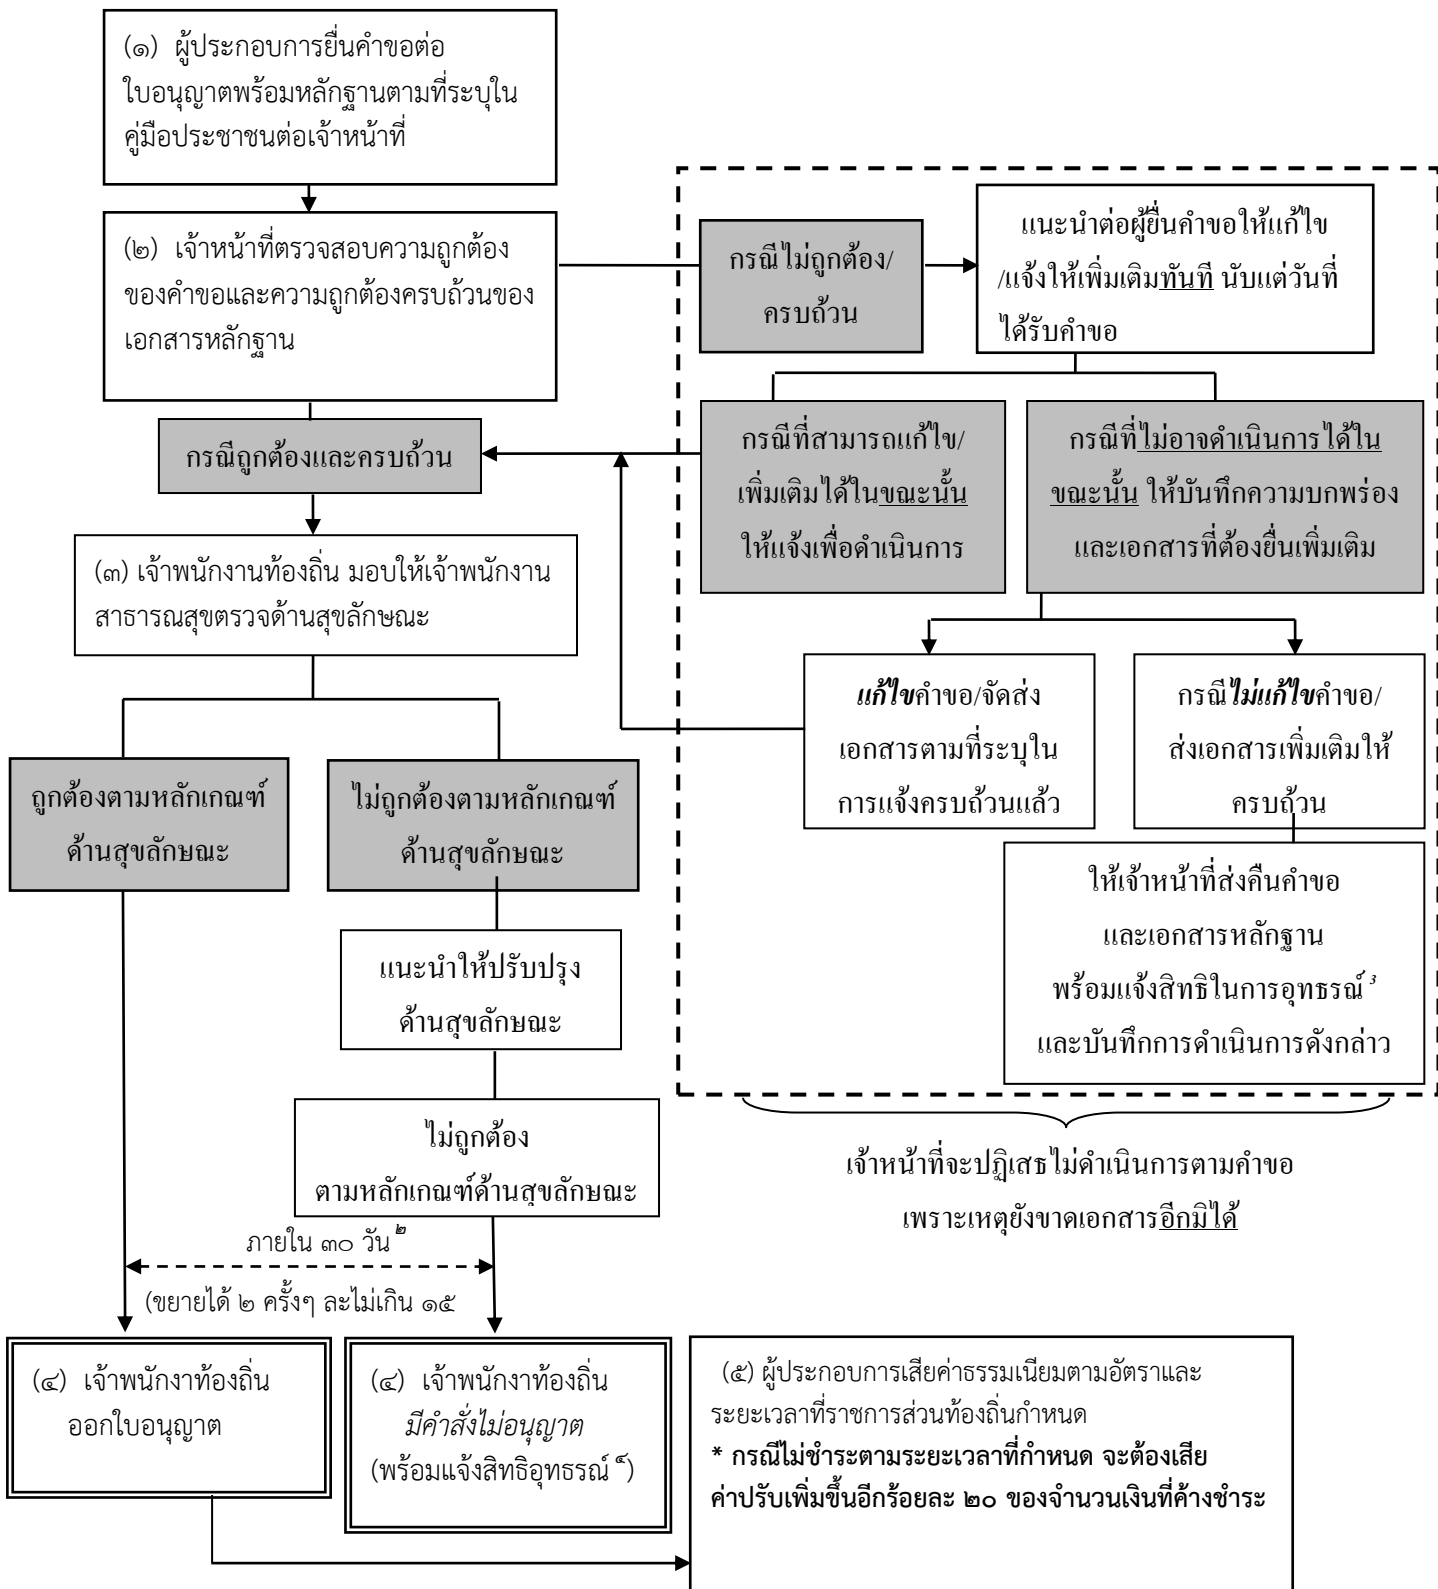 (๑) ผู้ประกอบการยื่นคำขอต่อ
ใบอนุญาตพร้อมหลักฐานตามที่ระบุใน
คู่มือประชาชนต่อเจ้าหน้าที่
(๒) เจ้าหน้าที่ตรวจสอบความถูกต้อง
ของคำขอและความถูกต้องครบถ้วนของ
เอกสารหลักฐาน
กรณีไม่ถูกต้อง/
ครบถ้วน
แนะนำต่อผู้ยื่นคำขอให้แก้ไข
/แจ้งให้เพิ่มเติมทันที นับแต่วันที่
ได้รับคำขอ
กรณีถูกต้องและครบถ้วน
กรณีที่สามารถแก้ไข/
เพิ่มเติมได้ในขณะนั้น
ให้แจ้งเพื่อดำเนินการ
กรณีที่ไม่อาจดำเนินการได้ใน
ขณะนั้น ให้บันทึกความบกพร่อง
และเอกสารที่ต้องยื่นเพิ่มเติม
(๓) เจ้าพนักงานท้องถิ่น มอบให้เจ้าพนักงาน
สาธารณสุขตรวจด้านสุขลักษณะ
แก้ไขคำขอ/จัดส่ง
เอกสารตามที่ระบุใน
การแจ้งครบถ้วนแล้ว
กรณีไม่แก้ไขคำขอ/
ส่งเอกสารเพิ่มเติมให้
ครบถ้วน
ถูกต้องตามหลักเกณฑ์
ด้านสุขลักษณะ
ไม่ถูกต้องตามหลักเกณฑ์
ด้านสุขลักษณะ
ให้เจ้าหน้าที่ส่งคืนคำขอ
และเอกสารหลักฐาน
พร้อมแจ้งสิทธิในการอุทธรณ์ ³
และบันทึกการดำเนินการดังกล่าว
แนะนำให้ปรับปรุง
ด้านสุขลักษณะ
ไม่ถูกต้อง
ตามหลักเกณฑ์ด้านสุขลักษณะ
เจ้าหน้าที่จะปฏิเสธไม่ดำเนินการตามคำขอ
เพราะเหตุยังขาดเอกสารอีกมิได้
ภายใน ๓๐ วัน ๒
(ขยายได้ ๒ ครั้งๆ ละไม่เกิน ๑๕
(๔) เจ้าพนักงาท้องถิ่น
ออกใบอนุญาต
(๔) เจ้าพนักงาท้องถิ่น
มีคำสั่งไม่อนุญาต
(พร้อมแจ้งสิทธิอุทธรณ์ ๔)
(๕) ผู้ประกอบการเสียค่าธรรมเนียมตามอัตราและ
ระยะเวลาที่ราชการส่วนท้องถิ่นกำหนด
* กรณีไม่ชำระตามระยะเวลาที่กำหนด จะต้องเสีย
ค่าปรับเพิ่มขึ้นอีกร้อยละ ๒๐ ของจำนวนเงินที่ค้างชำระ